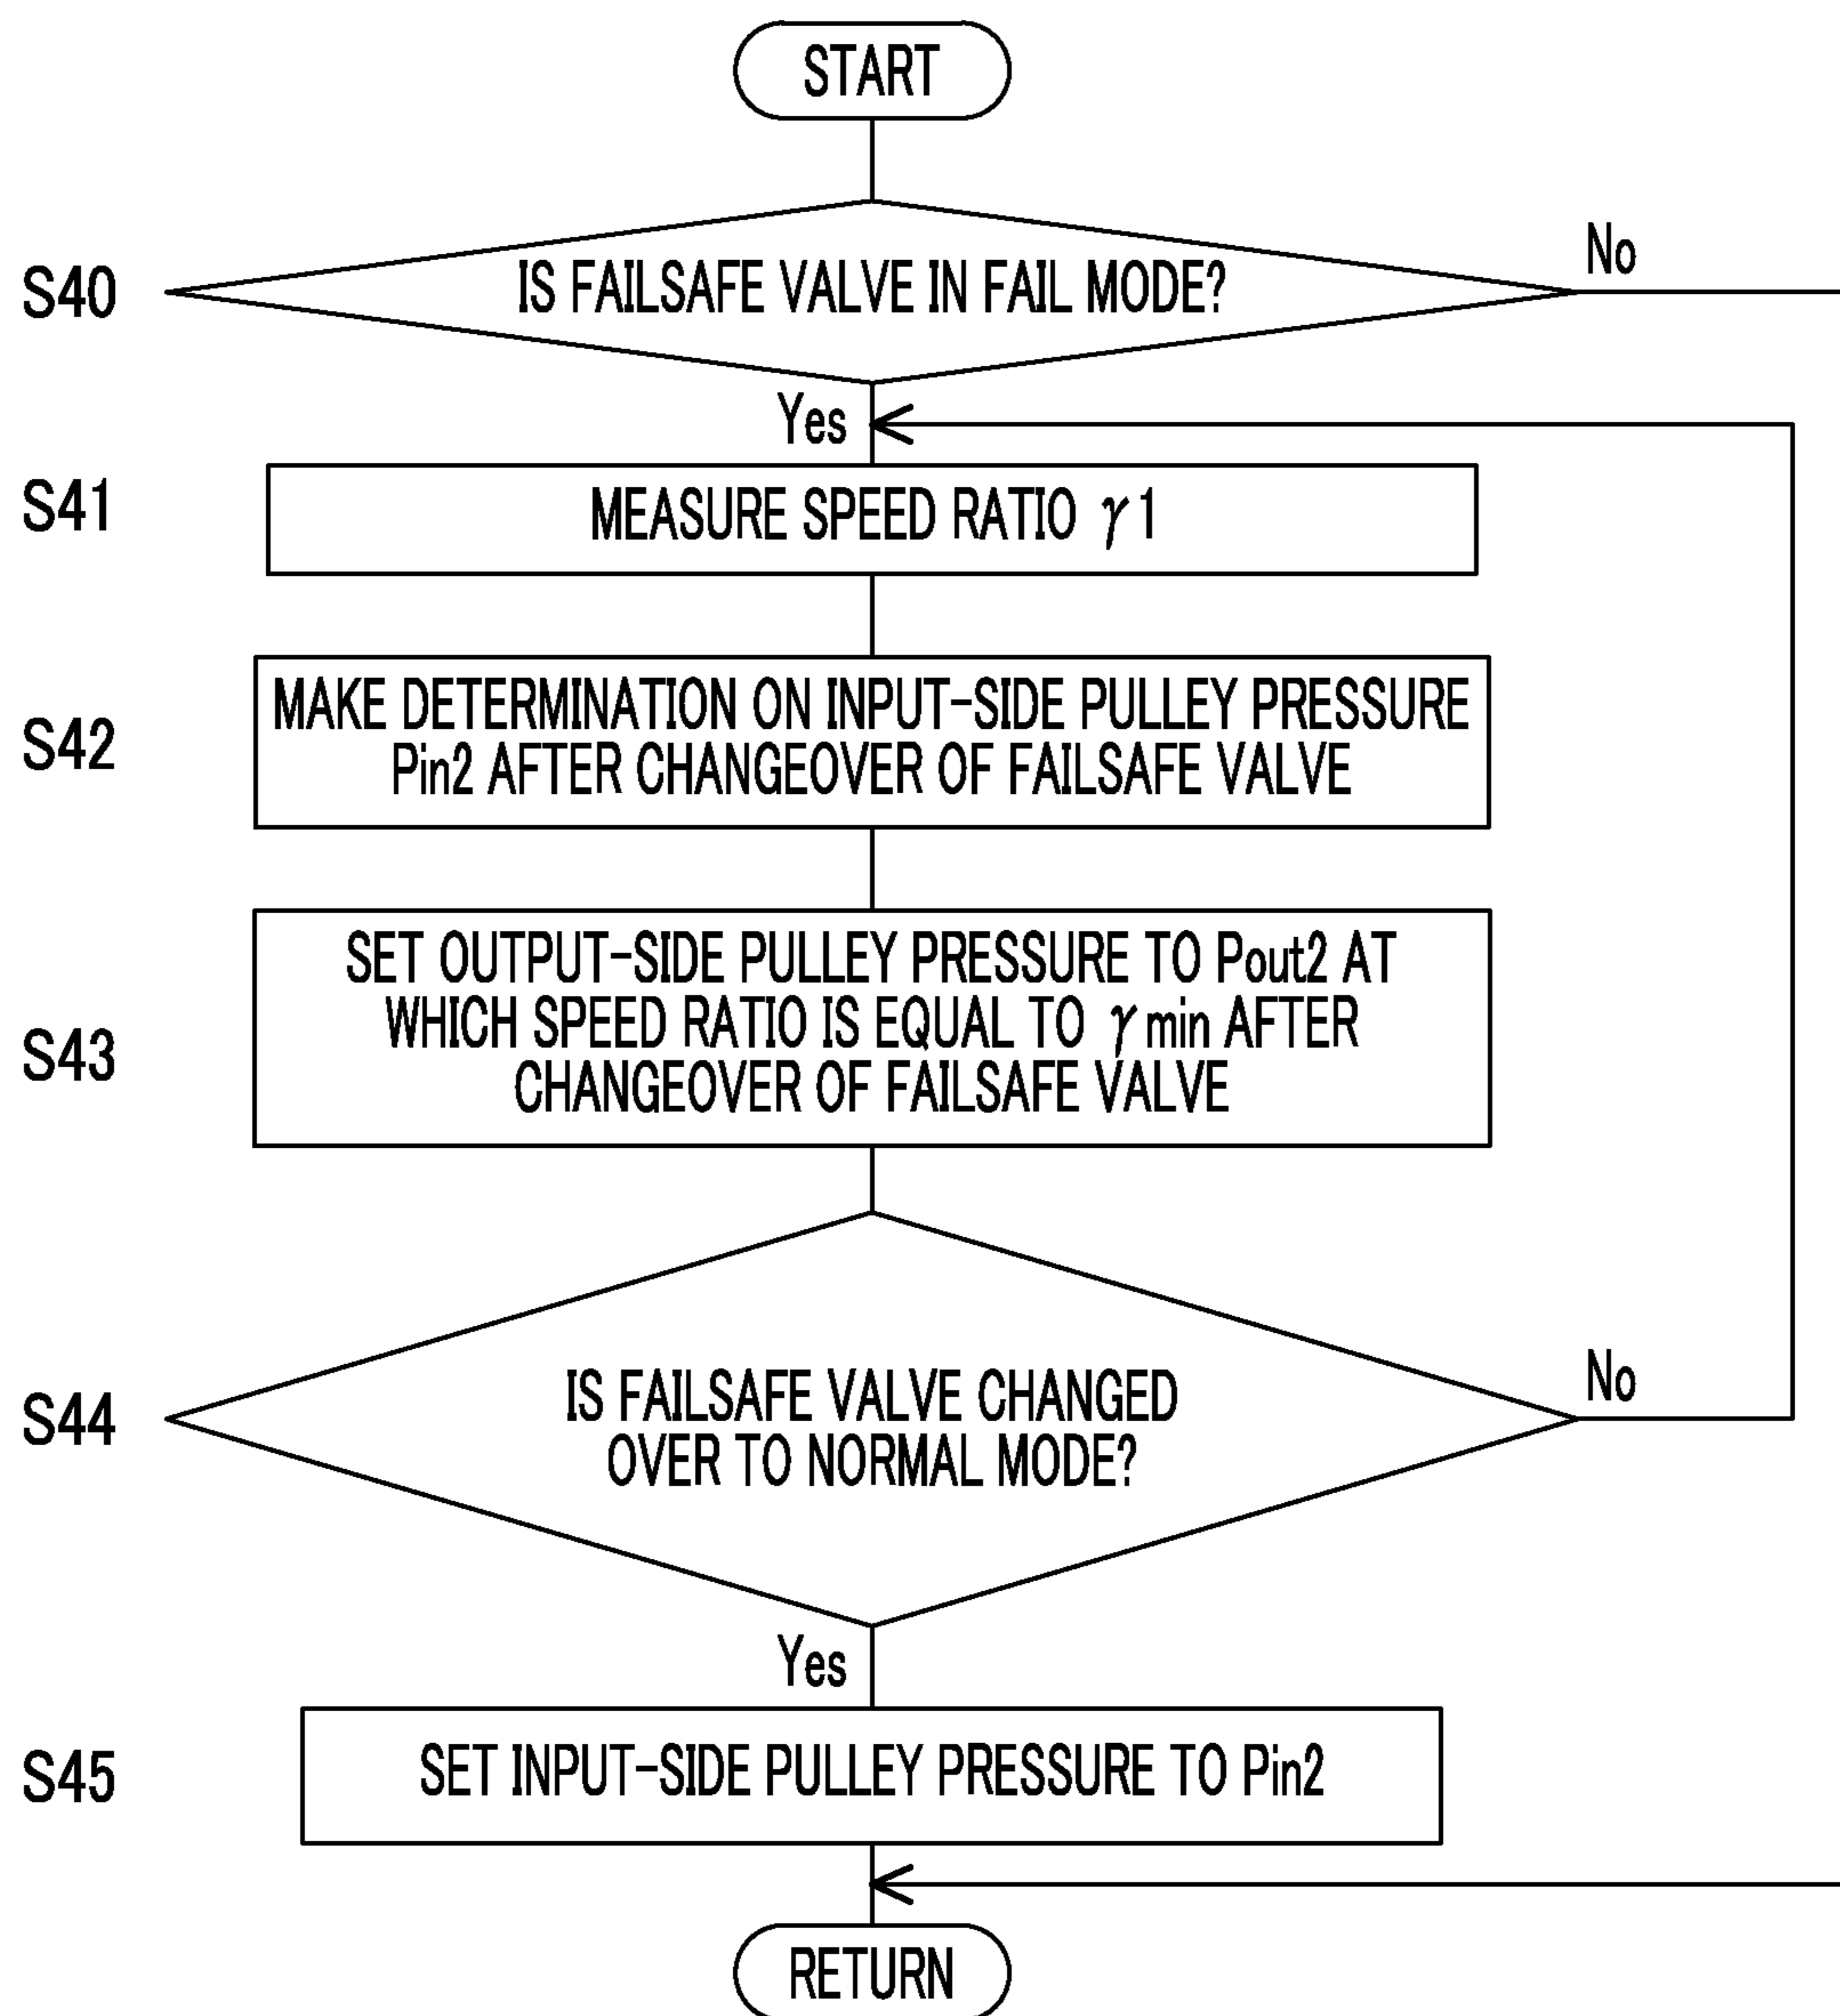 START
S40
IS FAILSAFE VALVE IN FAIL MODE?
No
Yes
S41
MEASURE SPEED RATIO γ1
S42
MAKE DETERMINATION ON INPUT-SIDE PULLEY PRESSURE
Pin2 AFTER CHANGEOVER OF FAILSAFE VALVE
S43
SET OUTPUT-SIDE PULLEY PRESSURE TO Pout2 AT
WHICH SPEED RATIO IS EQUAL TO γmin AFTER
CHANGEOVER OF FAILSAFE VALVE
S44
IS FAILSAFE VALVE CHANGED
OVER TO NORMAL MODE?
No
Yes
S45
SET INPUT-SIDE PULLEY PRESSURE TO Pin2
RETURN